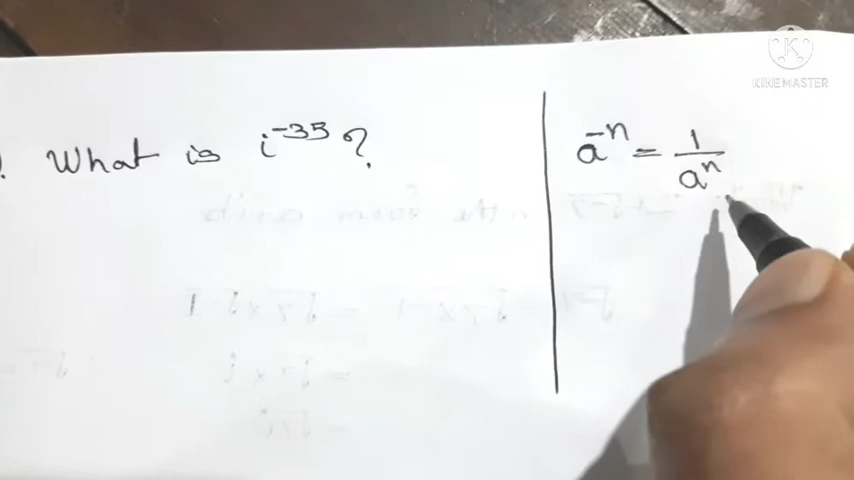 What is i⁻³⁵?
a⁻ⁿ = 1/aⁿ
K
KINEMASTER